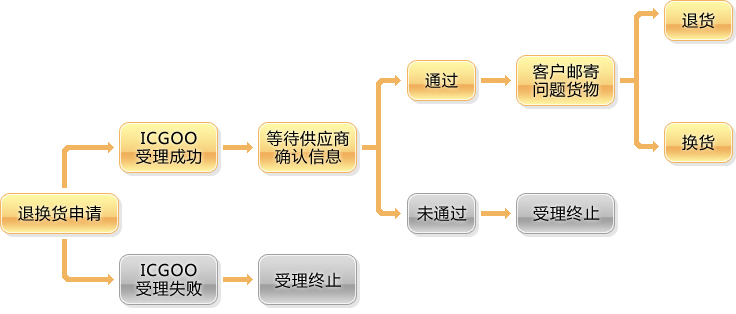 退换货申请
ICGOO
受理成功
等待供应商
确认信息
通过
客户邮寄
问题货物
退货
换货
未通过
受理终止
ICGOO
受理失败
受理终止